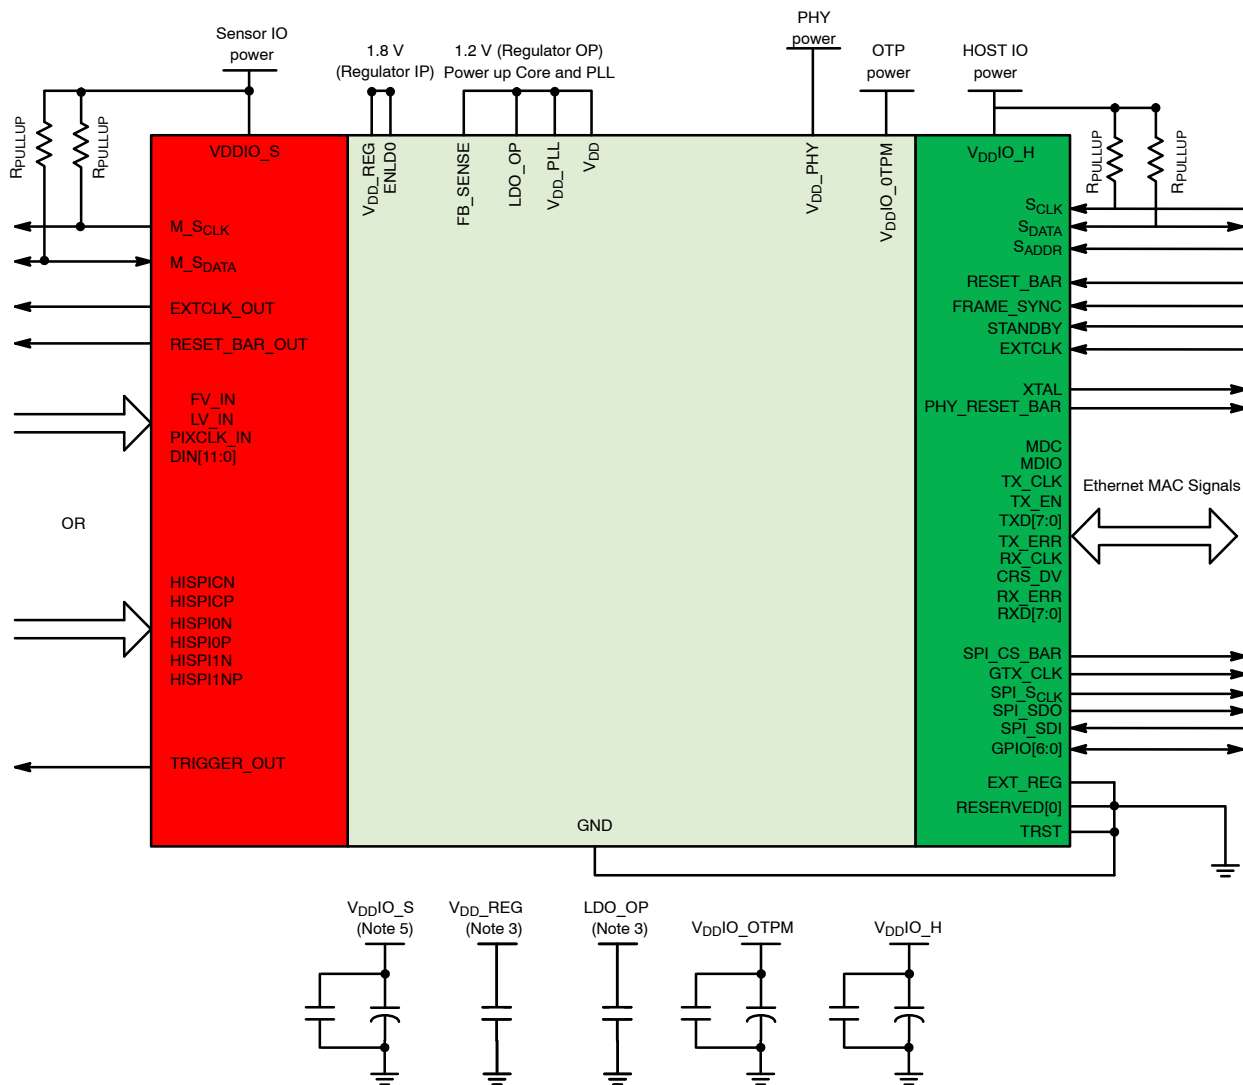 Sensor IO
power
1.8 V
(Regulator IP)
1.2 V (Regulator OP)
Power up Core and PLL
PHY
power
OTP
power
HOST IO
power
RPULLUP
RPULLUP
VDDIO_S
VDD_REG
ENLD0
FB_SENSE
LDO_OP
VDD_PLL
VDD
VDD_PHY
VDDIO_0TPM
VDDIO_H
RPULLUP
RPULLUP
M_SCLK
M_SDATA
EXTCLK_OUT
RESET_BAR_OUT
FV_IN
LV_IN
PIXCLK_IN
DIN[11:0]
OR
HISPICN
HISPICP
HISPI0N
HISPI0P
HISPI1N
HISPI1NP
TRIGGER_OUT
SCLK
SDATA
SADDR
RESET_BAR
FRAME_SYNC
STANDBY
EXTCLK
XTAL
PHY_RESET_BAR
MDC
MDIO
TX_CLK
TX_EN
TXD[7:0]
TX_ERR
RX_CLK
CRS_DV
RX_ERR
RXD[7:0]
Ethernet MAC Signals
SPI_CS_BAR
GTX_CLK
SPI_SCLK
SPI_SDO
SPI_SDI
GPIO[6:0]
EXT_REG
RESERVED[0]
TRST
GND
VDDIO_S
(Note 5)
VDD_REG
(Note 3)
LDO_OP
(Note 3)
VDDIO_OTPM
VDDIO_H